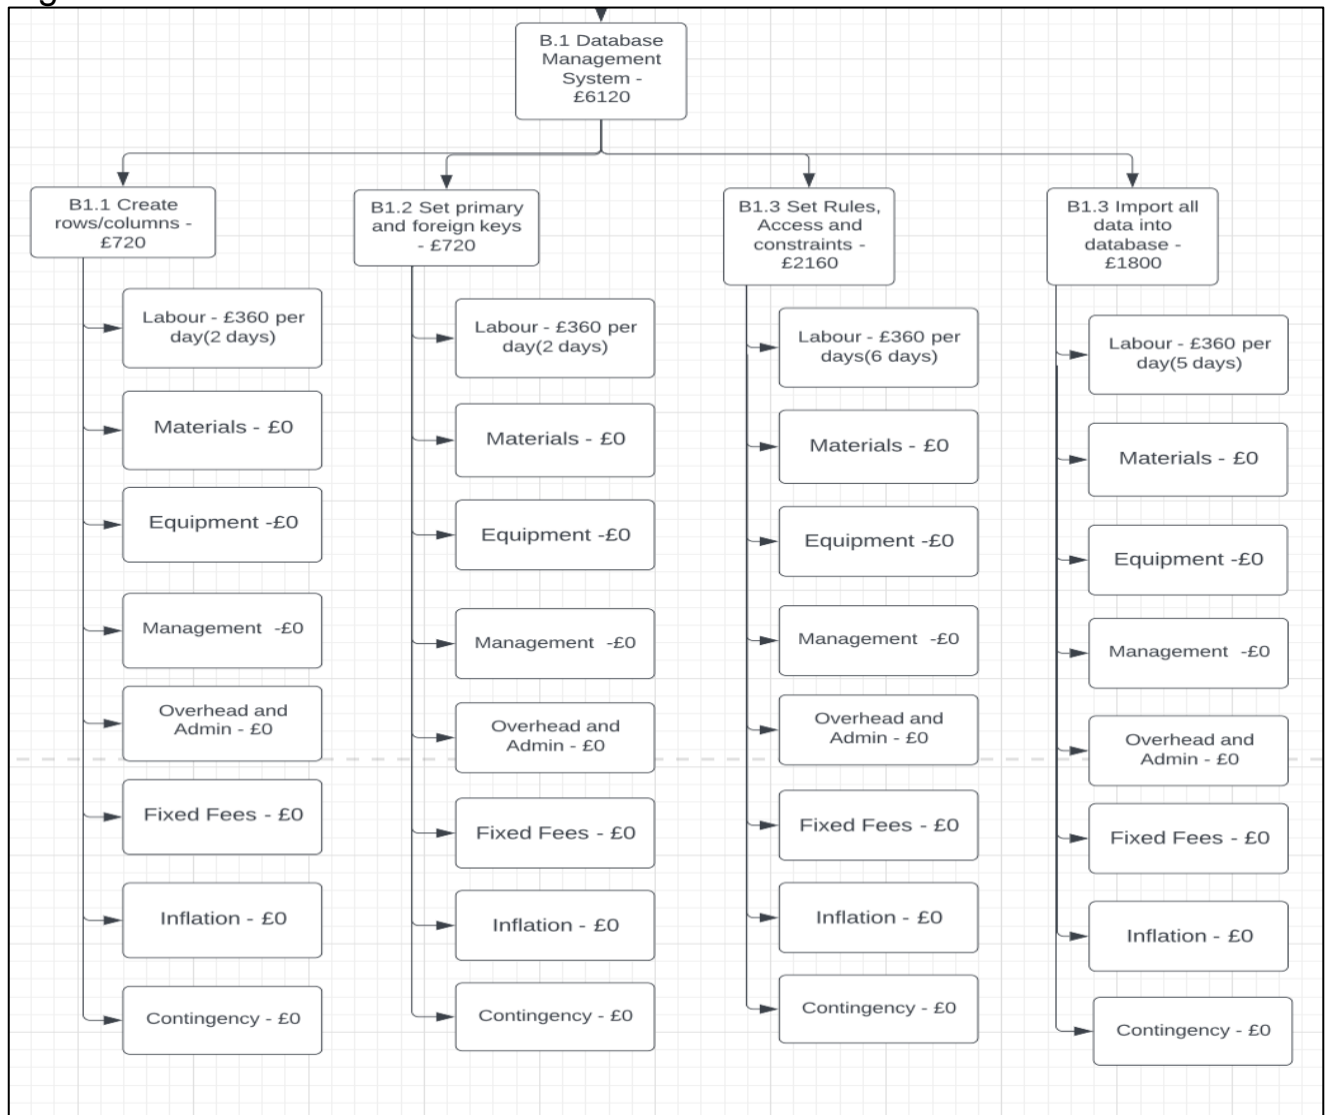 B.1 Database
Management
System -
£6120
B1.1 Create
rows/columns -
£720
Labour - £360 per
day(2 days)
Materials - £0
Equipment -£0
Management -£0
Overhead and
Admin - £0
Fixed Fees - £0
Inflation - £0
Contingency - £0
B1.2 Set primary
and foreign keys
- £720
Labour - £360 per
day(2 days)
Materials - £0
Equipment -£0
Management -£0
Overhead and
Admin - £0
Fixed Fees - £0
Inflation - £0
Contingency - £0
B1.3 Set Rules,
Access and
constraints -
£2160
Labour - £360 per
days(6 days)
Materials - £0
Equipment -£0
Management -£0
Overhead and
Admin - £0
Fixed Fees - £0
Inflation - £0
Contingency - £0
B1.3 Import all
data into
database -
£1800
Labour - £360 per
day(5 days)
Materials - £0
Equipment -£0
Management -£0
Overhead and
Admin - £0
Fixed Fees - £0
Inflation - £0
Contingency - £0